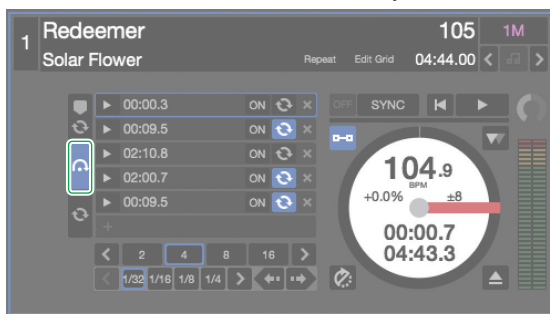 1 Redeemer 105 1M
Solar Flower Repeat Edit Grid 04:44.00
00:00.3 ON
OFF SYNC
00:09.5 ON
02:10.8 ON
02:00.7 ON
00:09.5 ON
+
2 4 8 16
1/32 1/16 1/8 1/4
104.9
BPM
+0.0% ±8
00:00.7
04:43.3